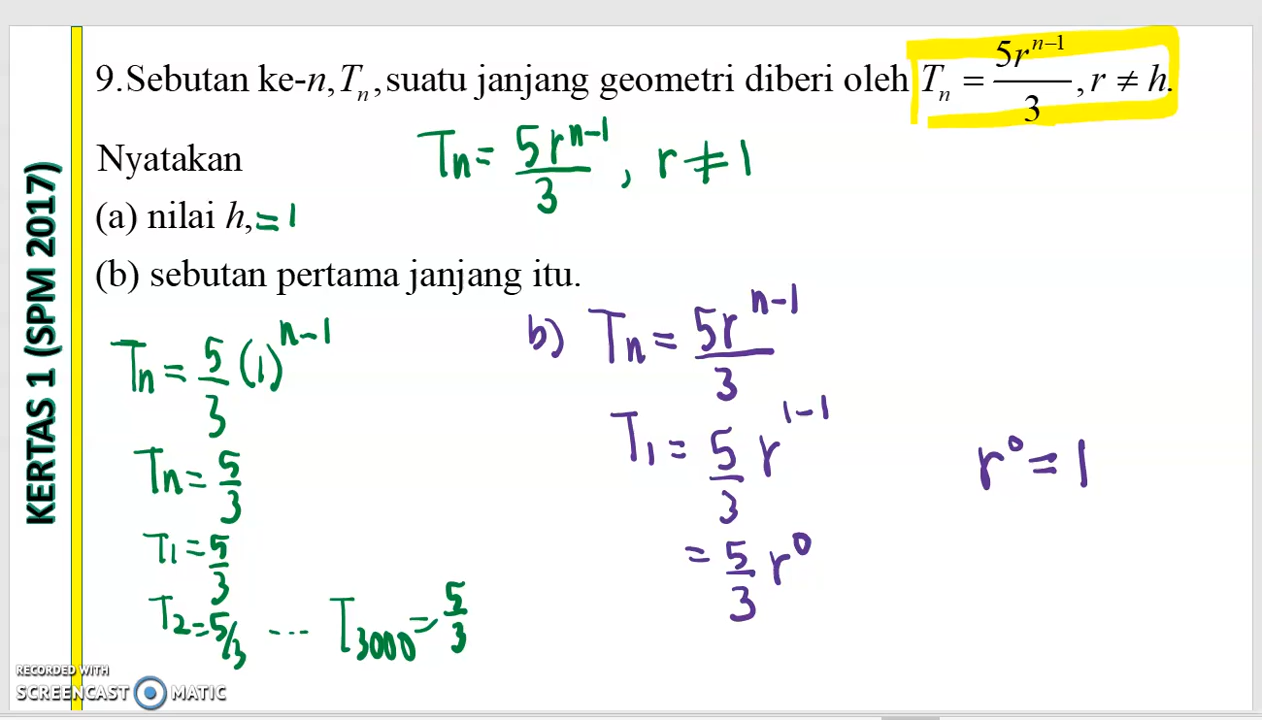 9.Sebutan ke-n, Tₙ, suatu janjang geometri diberi oleh Tₙ = 5rⁿ⁻¹/3, r ≠ h.
Tₙ = 5rⁿ⁻¹/3, r ≠ 1
Nyatakan
(a) nilai h, = 1
(b) sebutan pertama janjang itu.
Tₙ = 5/3 (1)ⁿ⁻¹
Tₙ = 5/3
T₁ = 5/3
T₂ = 5/3 ... T₃₀₀₀ = 5/3
b) Tₙ = 5rⁿ⁻¹/3
T₁ = 5/3 r¹⁻¹
= 5/3 r⁰
r⁰ = 1
KERTAS 1 (SPM 2017)
RECORDED WITH
SCREENCAST MATIC